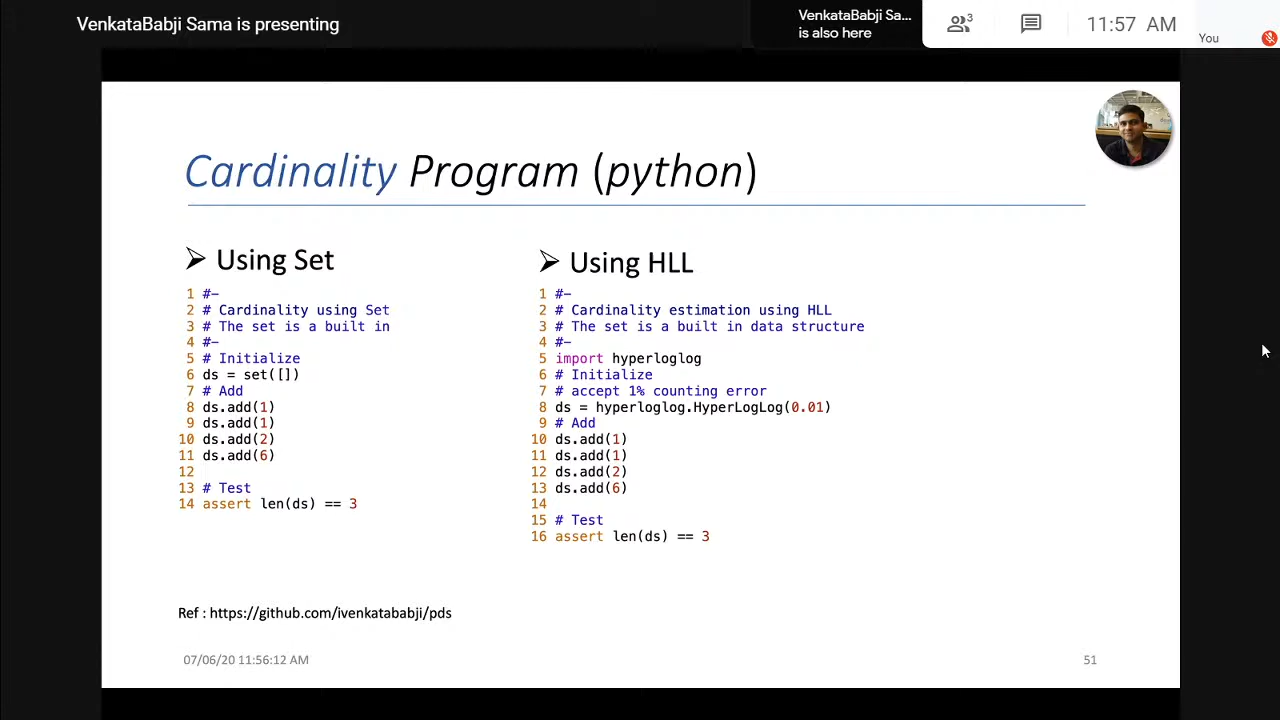 VenkataBabji Sama is presenting
VenkataBabji Sa...
is also here
3
11:57 AM
You
Cardinality Program (python)
➢ Using Set
1 #-
2 # Cardinality using Set
3 # The set is a built in
4 #-
5 # Initialize
6 ds = set([])
7 # Add
8 ds.add(1)
9 ds.add(1)
10 ds.add(2)
11 ds.add(6)
12
13 # Test
14 assert len(ds) == 3
➢ Using HLL
1 #-
2 # Cardinality estimation using HLL
3 # The set is a built in data structure
4 #-
5 import hyperloglog
6 # Initialize
7 # accept 1% counting error
8 ds = hyperloglog.HyperLogLog(0.01)
9 # Add
10 ds.add(1)
11 ds.add(1)
12 ds.add(2)
13 ds.add(6)
14
15 # Test
16 assert len(ds) == 3
Ref : https://github.com/ivenkatababji/pds
07/06/20 11:56:12 AM
51